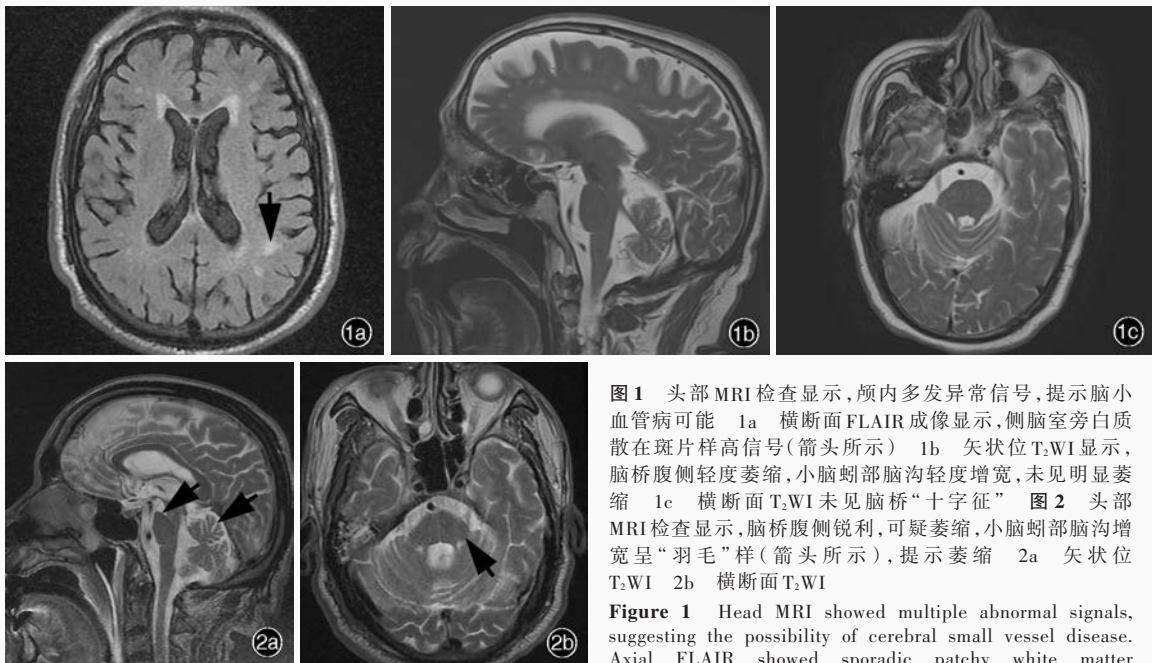 1a
1b
1c
2a
2b
图1 头部MRI检查显示,颅内多发异常信号,提示脑小
血管病可能 1a 横断面FLAIR成像显示,侧脑室旁白质
散在斑片样高信号(箭头所示) 1b 矢状位T₂WI显示,
脑桥腹侧轻度萎缩,小脑蚓部脑沟轻度增宽,未见明显萎
缩 1c 横断面T₂WI未见脑桥“十字征” 图2 头部
MRI检查显示,脑桥腹侧锐利,可疑萎缩,小脑蚓部脑沟增
宽呈“羽毛”样(箭头所示),提示萎缩 2a 矢状位
T₂WI 2b 横断面T₂WI
Figure 1 Head MRI showed multiple abnormal signals,
suggesting the possibility of cerebral small vessel disease.
Axial FLAIR showed sporadic patchy white matter